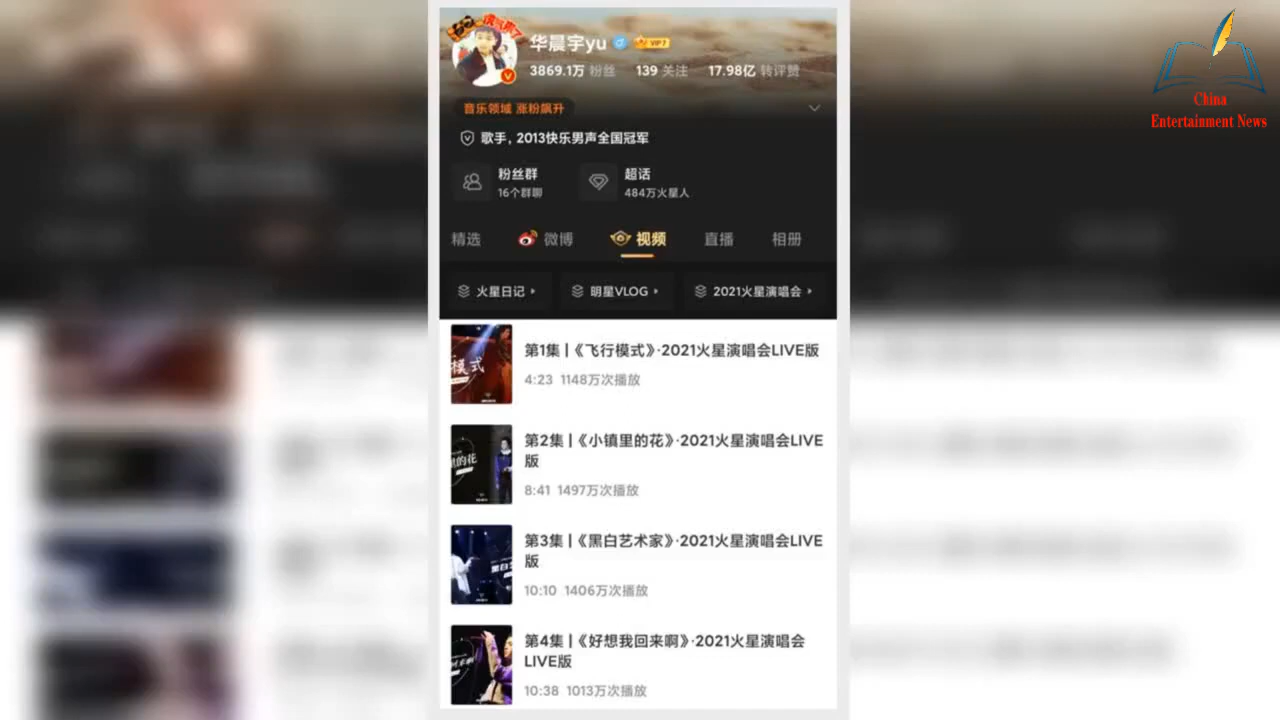 华晨宇yu VIP7
3869.1万 粉丝 139 关注 17.98亿 转评赞
音乐领域 涨粉飙升
歌手，2013快乐男声全国冠军
粉丝群
16个群聊
超话
484万火星人
精选 微博 视频 直播 相册
火星日记 明星VLOG 2021火星演唱会
第1集 |《飞行模式》·2021火星演唱会LIVE版
4:23 1148万次播放
第2集 |《小镇里的花》·2021火星演唱会LIVE
版
8:41 1497万次播放
第3集 |《黑白艺术家》·2021火星演唱会LIVE
版
10:10 1406万次播放
第4集 |《好想我回来啊》·2021火星演唱会
LIVE版
10:38 1013万次播放
China
Entertainment News